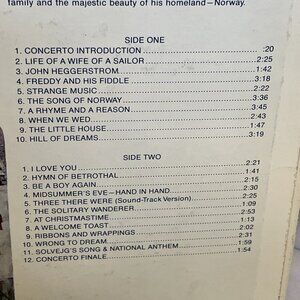 family and the majestic beauty of his homeland—Norway.
SIDE ONE
1. CONCERTO INTRODUCTION :20
2. LIFE OF A WIFE OF A SAILOR 2:25
3. JOHN HEGGERSTROM 1:42
4. FREDDY AND HIS FIDDLE 3:18
5. STRANGE MUSIC 2:22
6. THE SONG OF NORWAY 3:36
7. A RHYME AND A REASON 3:45
8. WHEN WE WED 2:43
9. THE LITTLE HOUSE 1:47
10. HILL OF DREAMS 3:19
SIDE TWO
1. I LOVE YOU 2:21
2. HYMN OF BETROTHAL 1:41
3. BE A BOY AGAIN 2:15
4. MIDSUMMER'S EVE—HAND IN HAND 2:30
5. THREE THERE WERE (Sound-Track Version) 2:25
6. THE SOLITARY WANDERER 1:09
7. AT CHRISTMASTIME 2:53
8. A WELCOME TOAST 1:13
9. RIBBONS AND WRAPPINGS 2:02
10. WRONG TO DREAM 2:31
11. SOLVEJG'S SONG & NATIONAL ANTHEM 1:59
12. CONCERTO FINALE 1:54